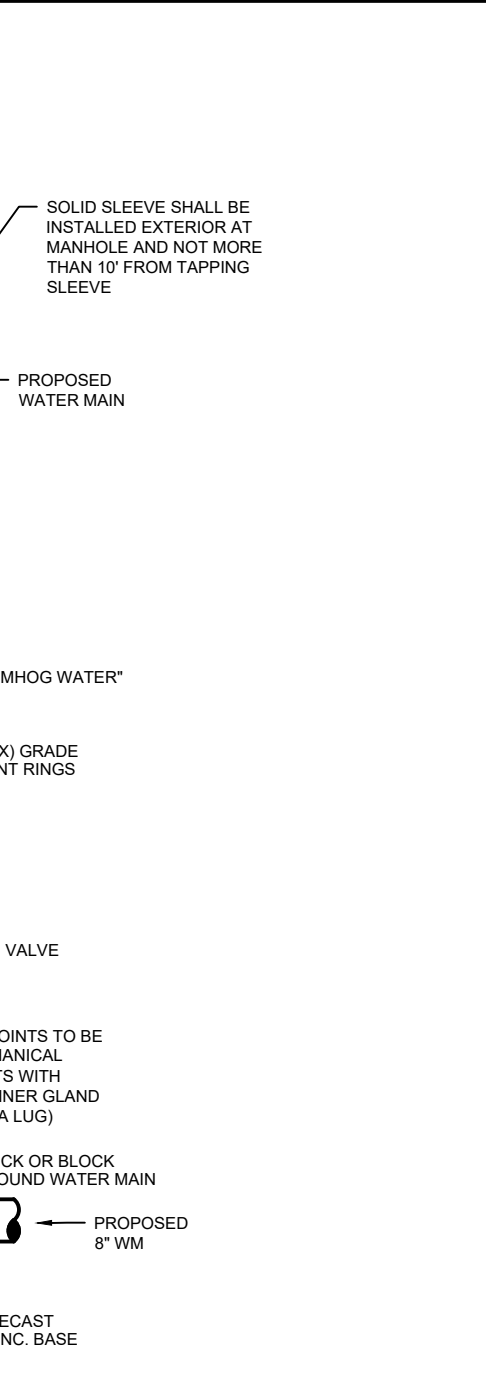 SOLID SLEEVE SHALL BE
INSTALLED EXTERIOR AT
MANHOLE AND NOT MORE
THAN 10' FROM TAPPING
SLEEVE
PROPOSED
WATER MAIN
MHOG WATER"
X) GRADE
NT RINGS
VALVE
OINTS TO BE
HANICAL
TS WITH
NNER GLAND
A LUG)
CK OR BLOCK
OUND WATER MAIN
PROPOSED
8" WM
ECAST
NC. BASE